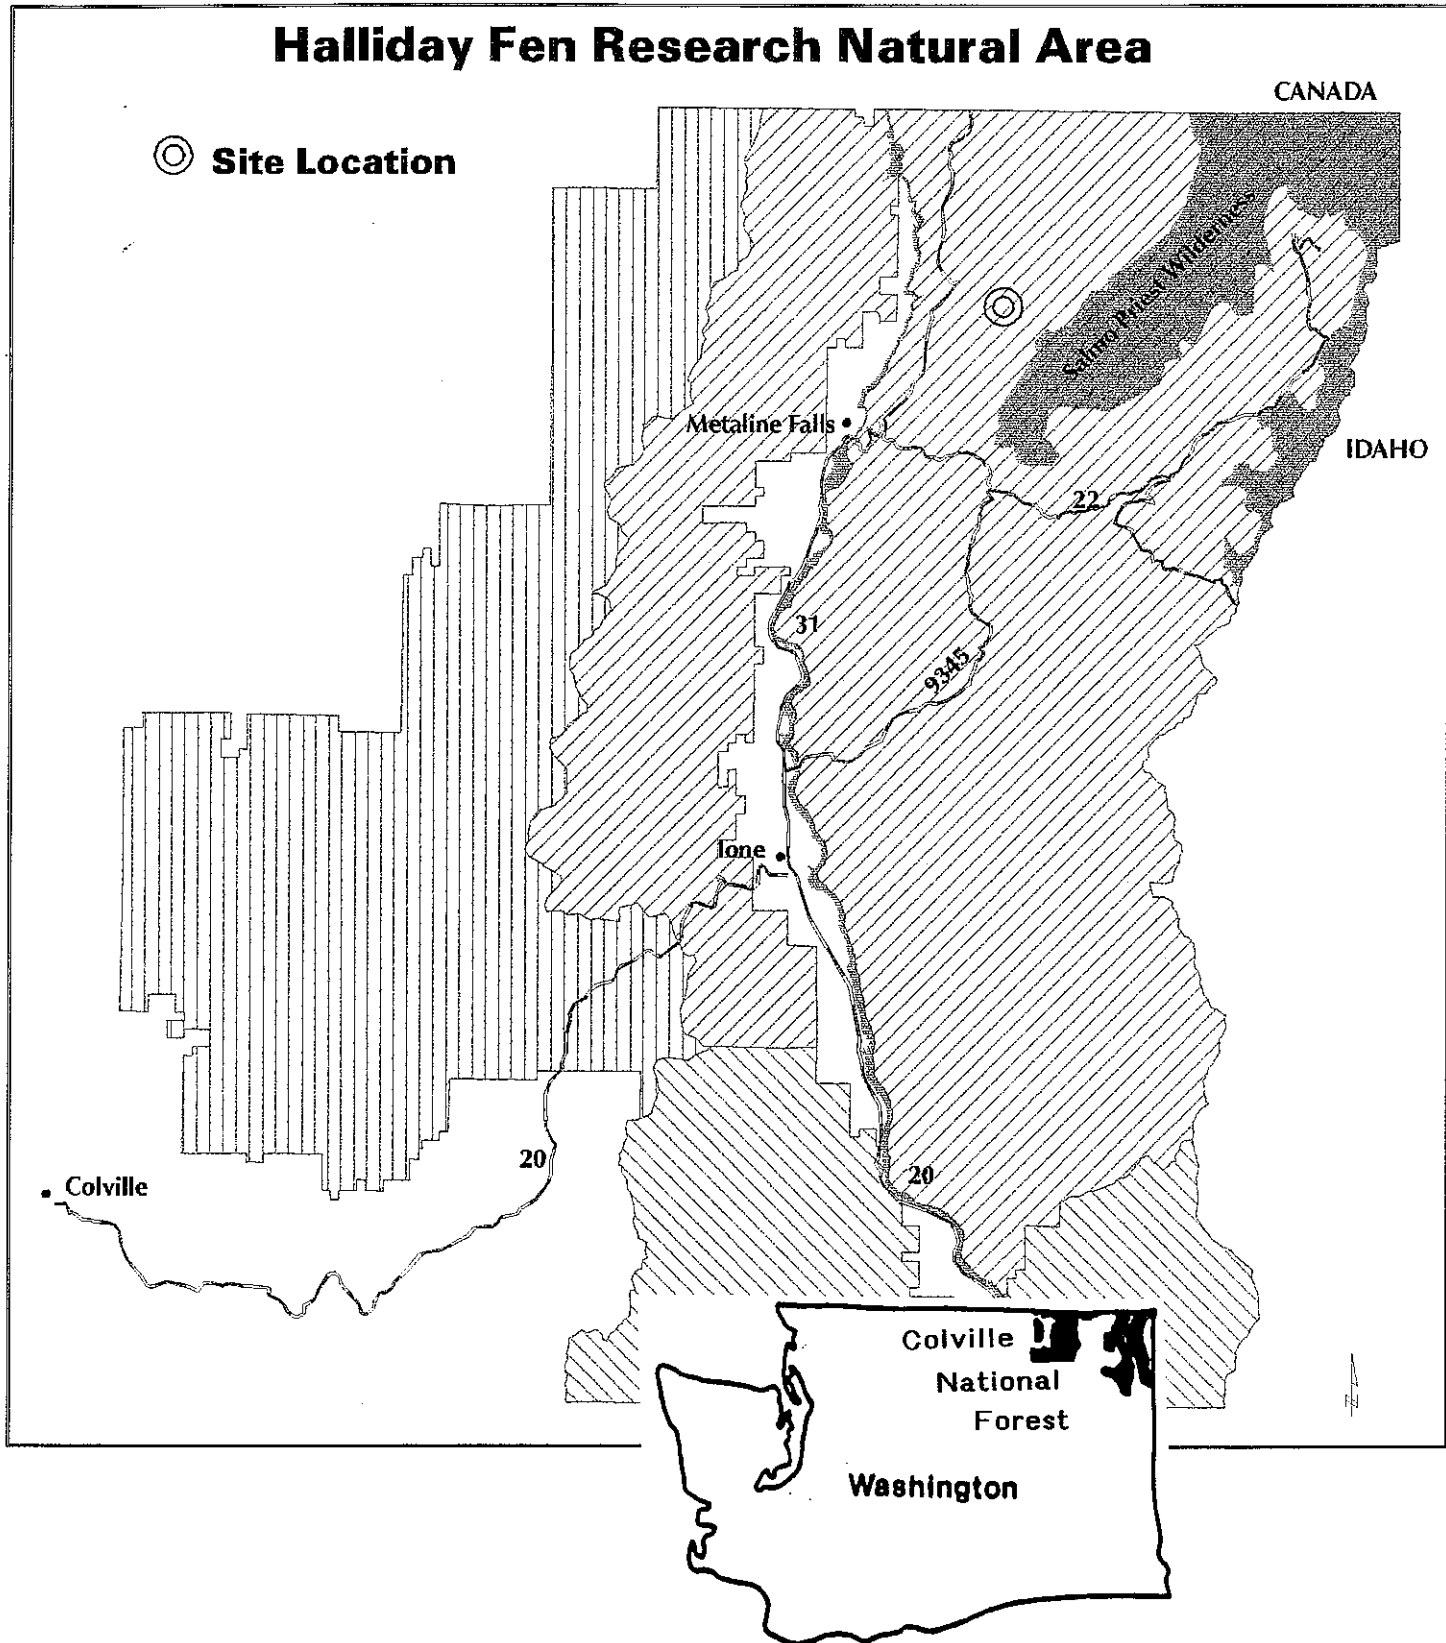 Halliday Fen Research Natural Area
CANADA
Site Location
Salmo Priest Wilderness
Metaline Falls
IDAHO
22
31
9345
Ione
20
20
Colville
Colville
National
Forest
Washington
N